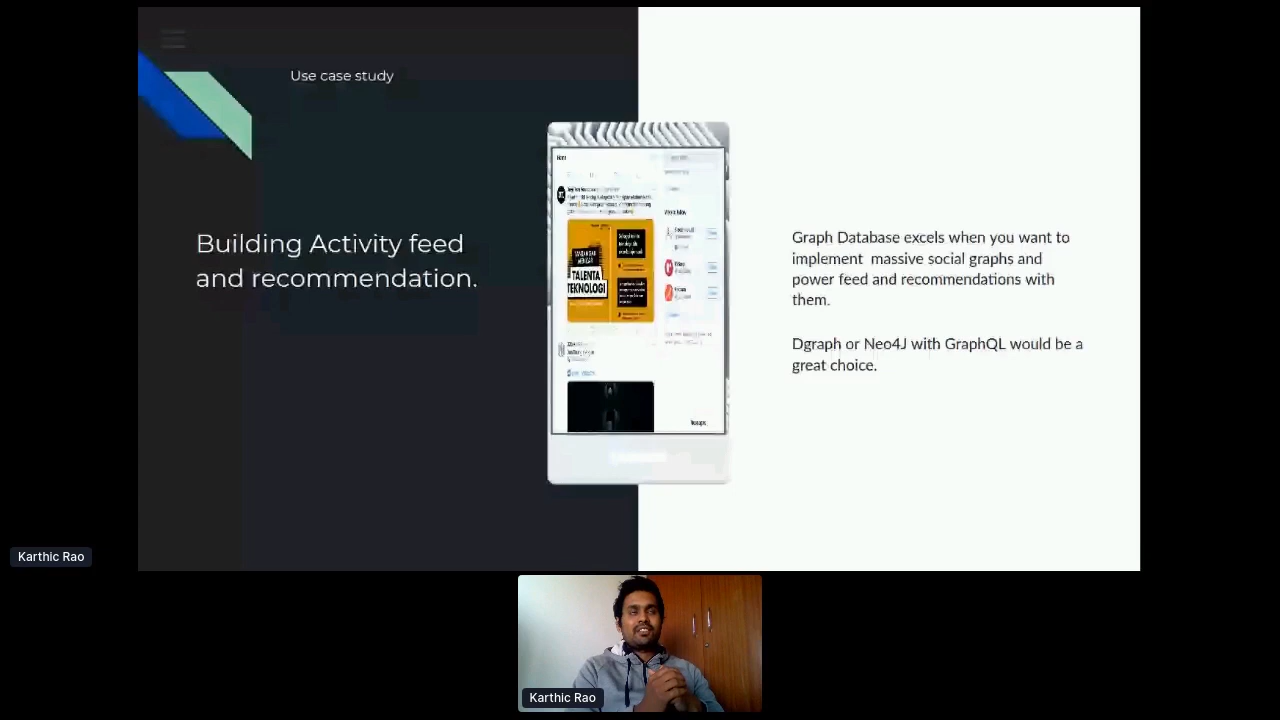 Use case study
Building Activity feed
and recommendation.
Home
TALENTA
TEKNOLOGI
Graph Database excels when you want to
implement massive social graphs and
power feed and recommendations with
them.
Dgraph or Neo4J with GraphQL would be a
great choice.
Karthic Rao
Karthic Rao